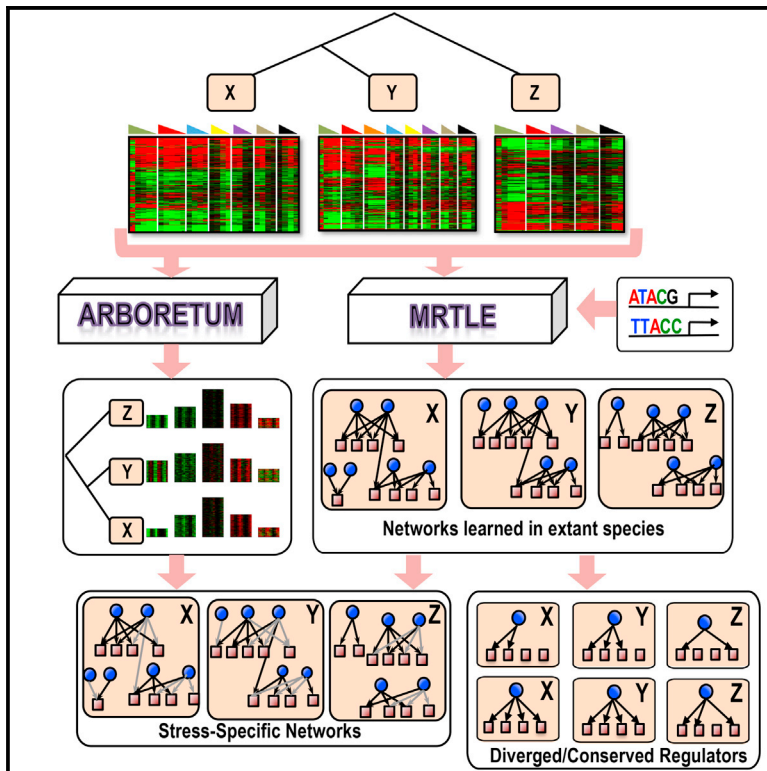 X
Y
Z
ARBORETUM
MRTLE
ATACG
TTACC
Z
Y
X
X
Y
Z
Networks learned in extant species
X
Y
Z
Stress-Specific Networks
X
Y
Z
X
Y
Z
Diverged/Conserved Regulators